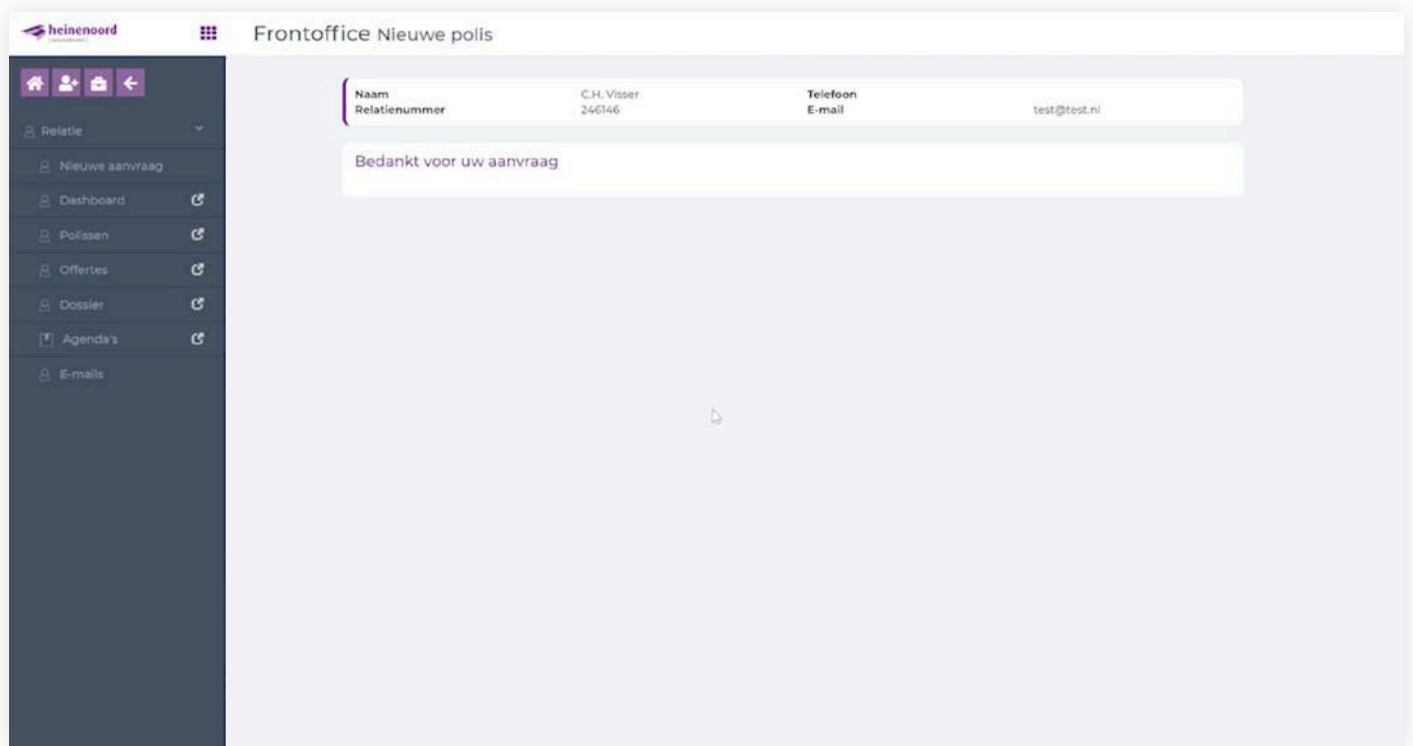 heinenoord
Frontoffice Nieuwe polis
Naam C.H. Visser Telefoon
Relatienummer 246146 E-mail test@test.nl
Relatie
Bedankt voor uw aanvraag
Nieuwe aanvraag
Dashboard
Polissen
Offertes
Dossier
Agenda's
E-mails